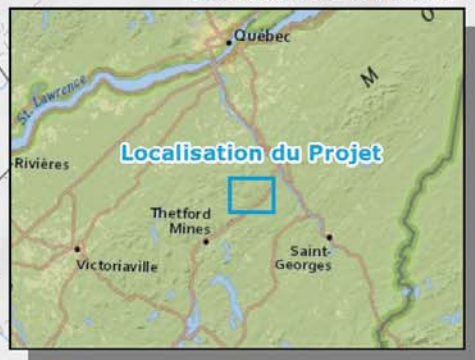 Québec
M O
St. Lawrence
Localisation du Projet
Rivières
Thetford
Mines
Saint-
Georges
Victoriaville